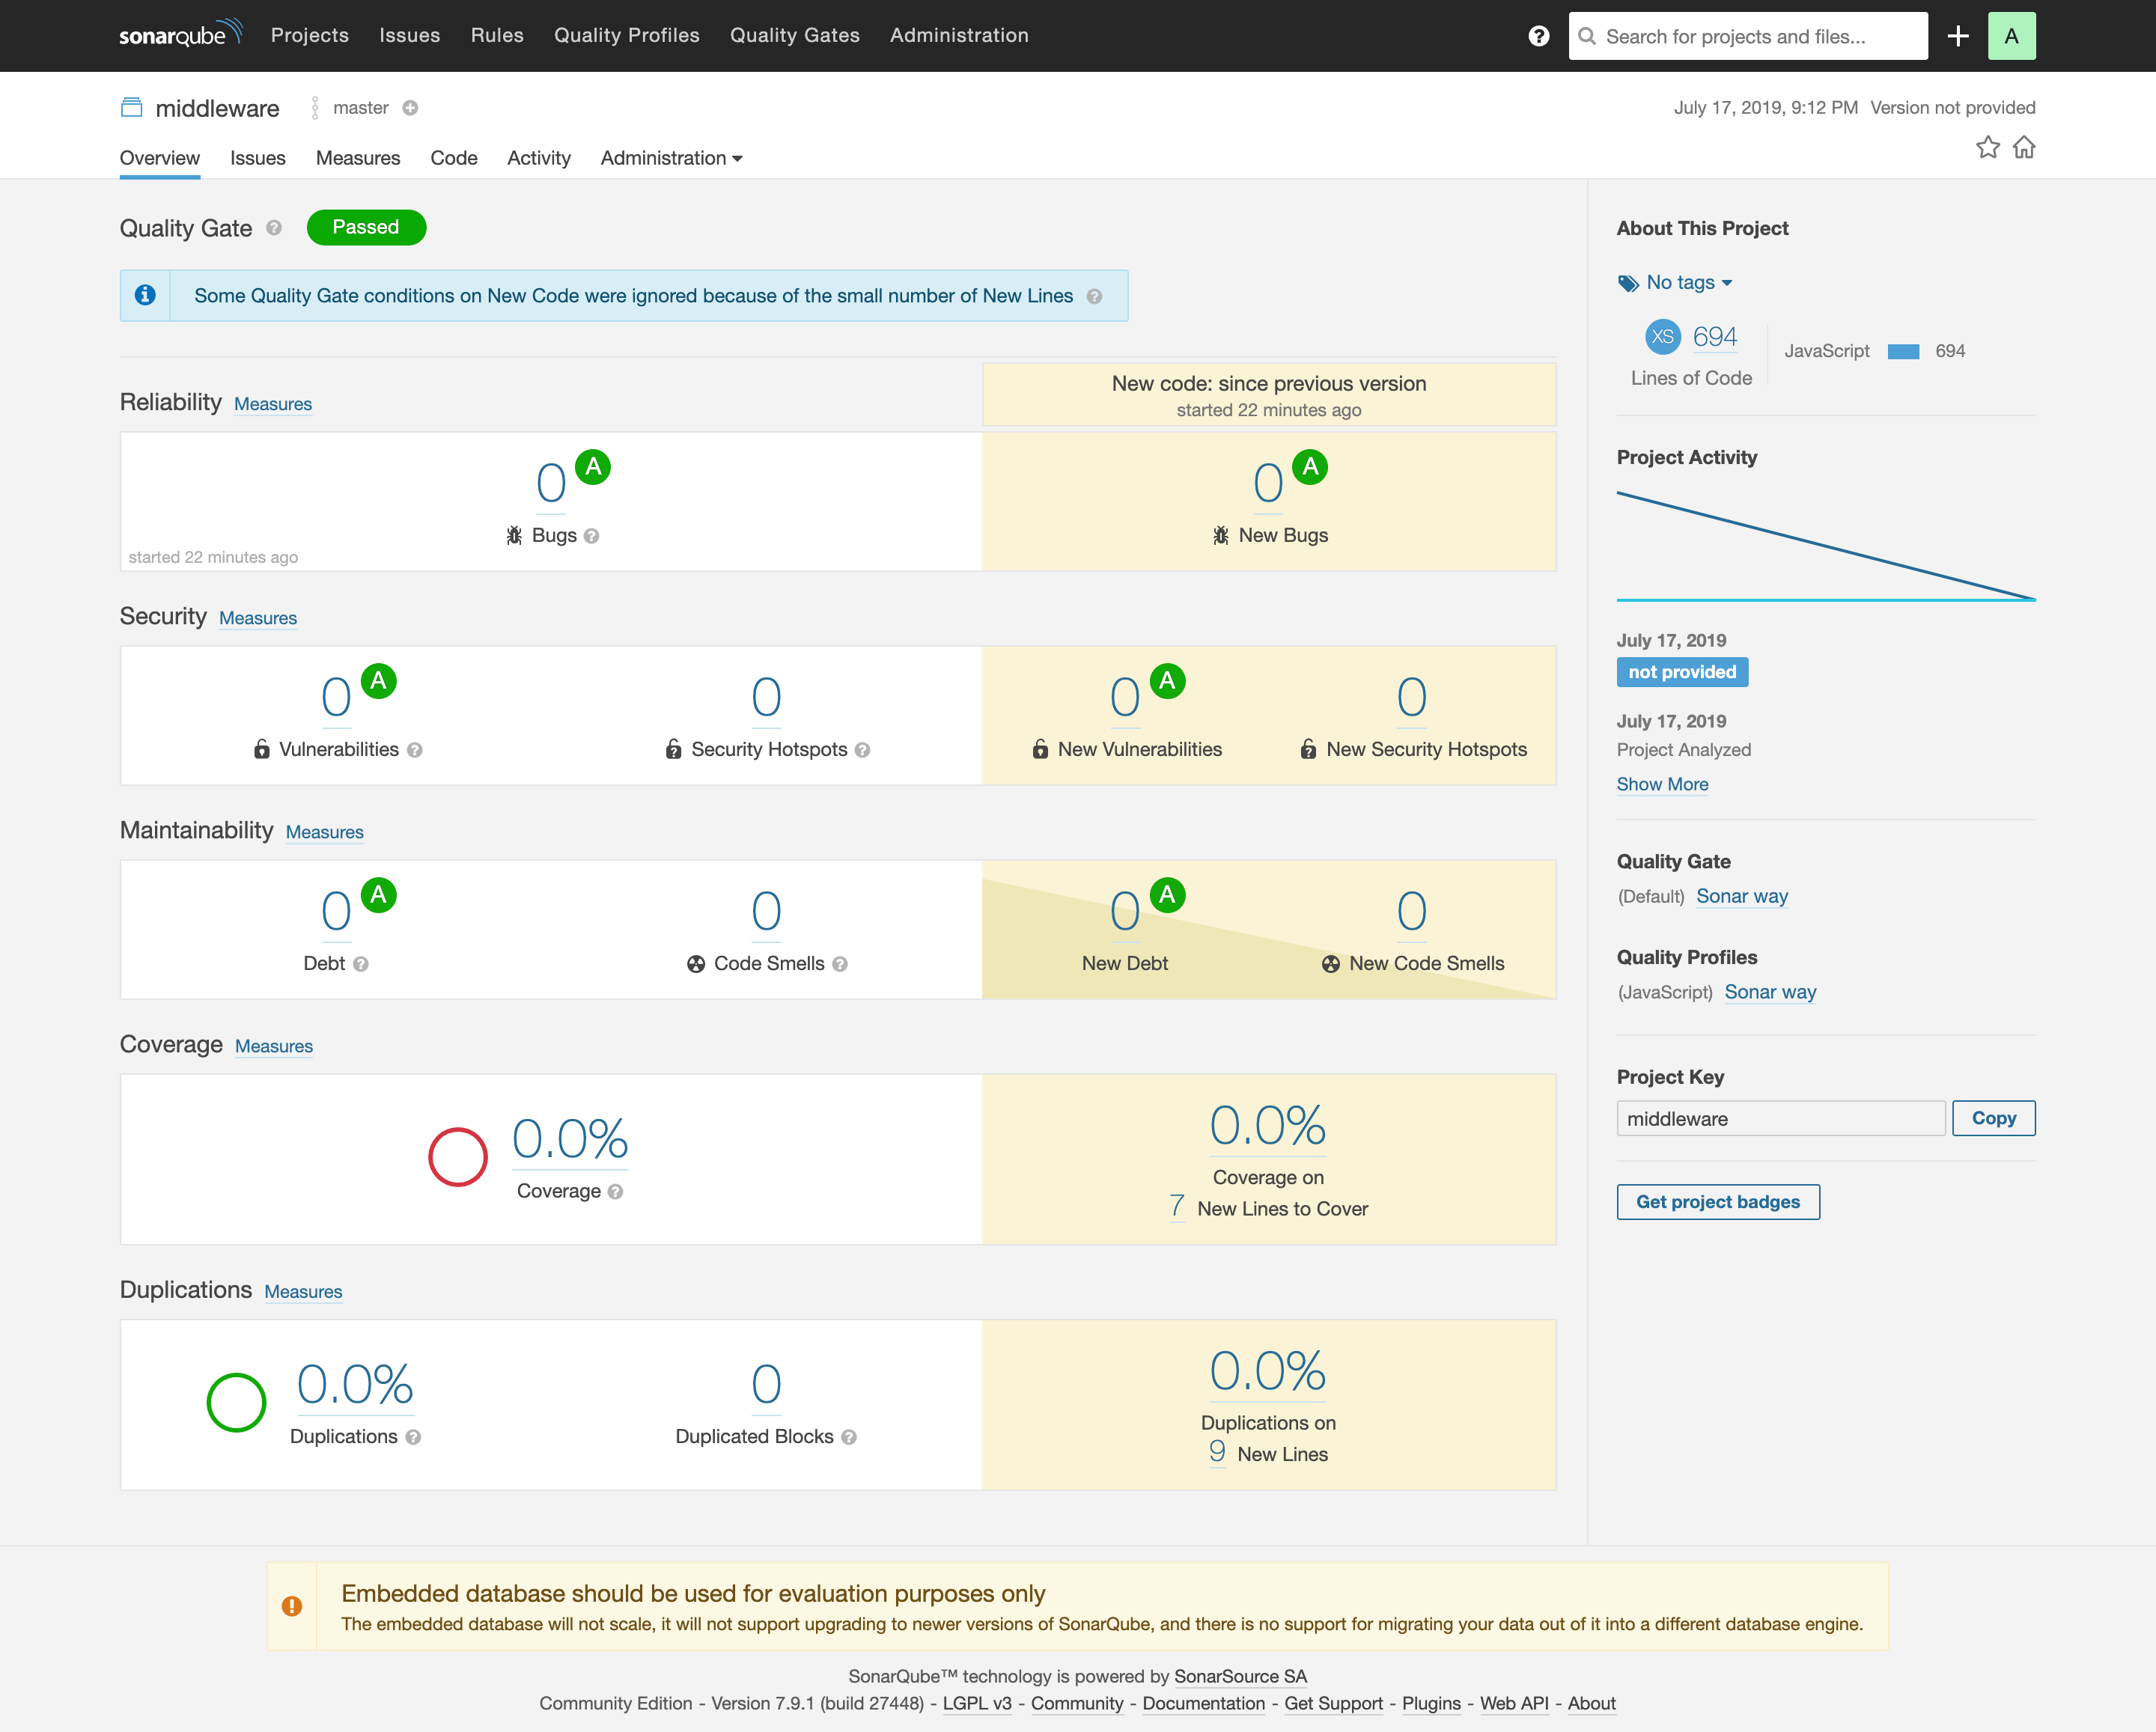 sonarqube Projects Issues Rules Quality Profiles Quality Gates Administration ? Search for projects and files... + A
middleware master July 17, 2019, 9:12 PM Version not provided
Overview Issues Measures Code Activity Administration
Quality Gate ? Passed
Some Quality Gate conditions on New Code were ignored because of the small number of New Lines ?
New code: since previous version
started 22 minutes ago
Reliability Measures
0 A
Bugs ?
started 22 minutes ago
0 A
New Bugs
Security Measures
0 A
Vulnerabilities ?
0
Security Hotspots ?
0 A
New Vulnerabilities
0
New Security Hotspots
Maintainability Measures
0 A
Debt ?
0
Code Smells ?
0 A
New Debt
0
New Code Smells
Coverage Measures
0.0%
Coverage ?
0.0%
Coverage on
7 New Lines to Cover
Duplications Measures
0.0%
Duplications ?
0
Duplicated Blocks ?
0.0%
Duplications on
9 New Lines
About This Project
No tags
XS 694
Lines of Code
JavaScript 694
Project Activity
July 17, 2019
not provided
July 17, 2019
Project Analyzed
Show More
Quality Gate
(Default) Sonar way
Quality Profiles
(JavaScript) Sonar way
Project Key
middleware Copy
Get project badges
Embedded database should be used for evaluation purposes only
The embedded database will not scale, it will not support upgrading to newer versions of SonarQube, and there is no support for migrating your data out of it into a different database engine.
SonarQube™ technology is powered by SonarSource SA
Community Edition - Version 7.9.1 (build 27448) - LGPL v3 - Community - Documentation - Get Support - Plugins - Web API - About